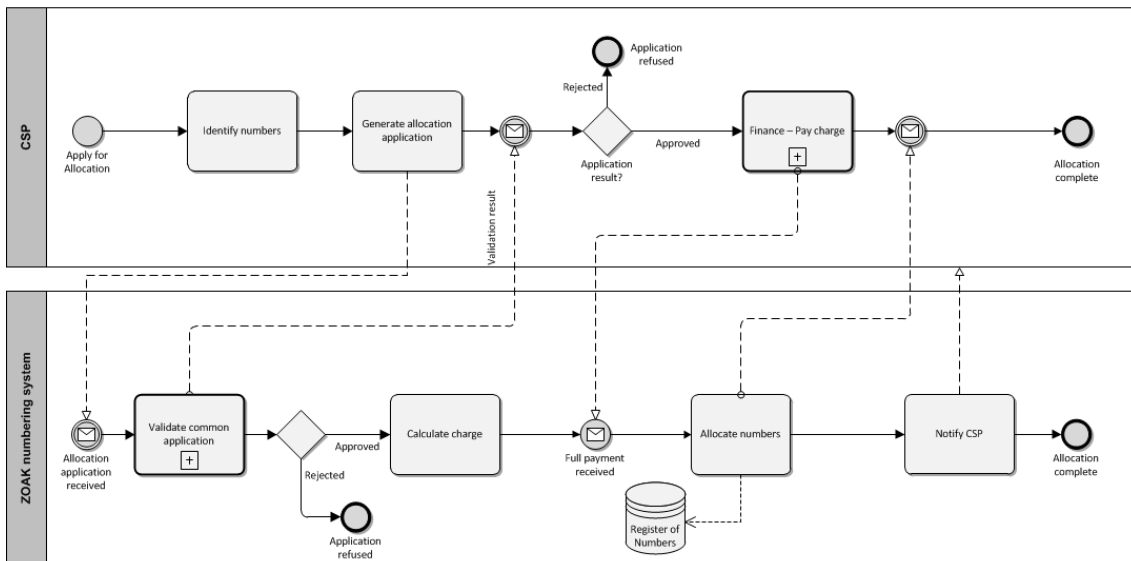 CSP
Apply for
Allocation
Identify numbers
Generate allocation
application
Validation result
Application
refused
Rejected
Application
result?
Approved
Finance – Pay charge
Allocation
complete
ZOAK numbering system
Allocation
application
received
Validate common
application
Approved
Rejected
Application
refused
Calculate charge
Full payment
received
Allocate numbers
Register of
Numbers
Notify CSP
Allocation
complete